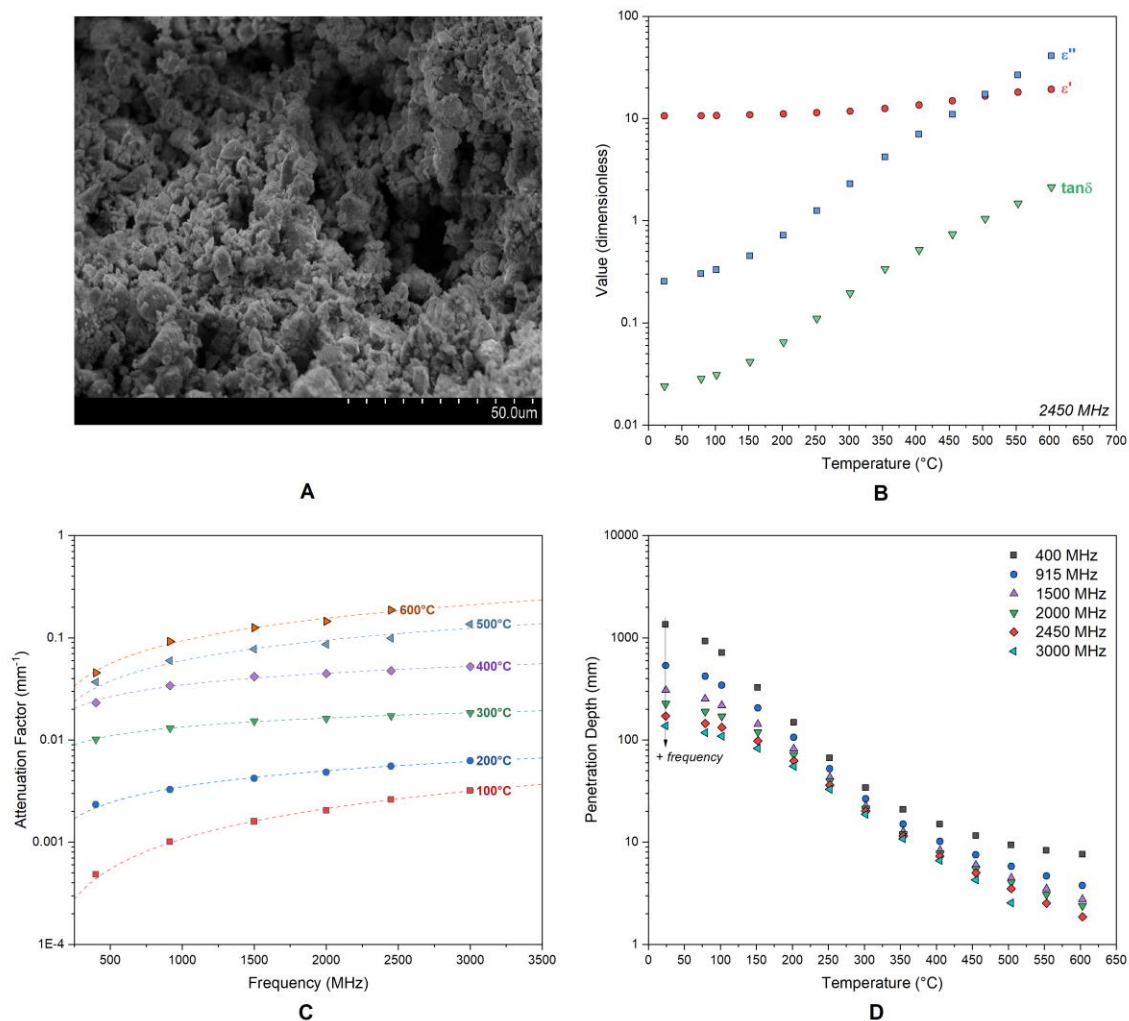 50.0um
A
Value (dimensionless)
100
10
1
0.1
0.01
ε"
ε'
tanδ
2450 MHz
0 50 100 150 200 250 300 350 400 450 500 550 600 650 700
Temperature (°C)
B
Attenuation Factor (mm⁻¹)
1
0.1
0.01
0.001
1E-4
600°C
500°C
400°C
300°C
200°C
100°C
500 1000 1500 2000 2500 3000 3500
Frequency (MHz)
C
Penetration Depth (mm)
10000
1000
100
10
1
400 MHz
915 MHz
1500 MHz
2000 MHz
2450 MHz
3000 MHz
+ frequency
0 50 100 150 200 250 300 350 400 450 500 550 600 650
Temperature (°C)
D